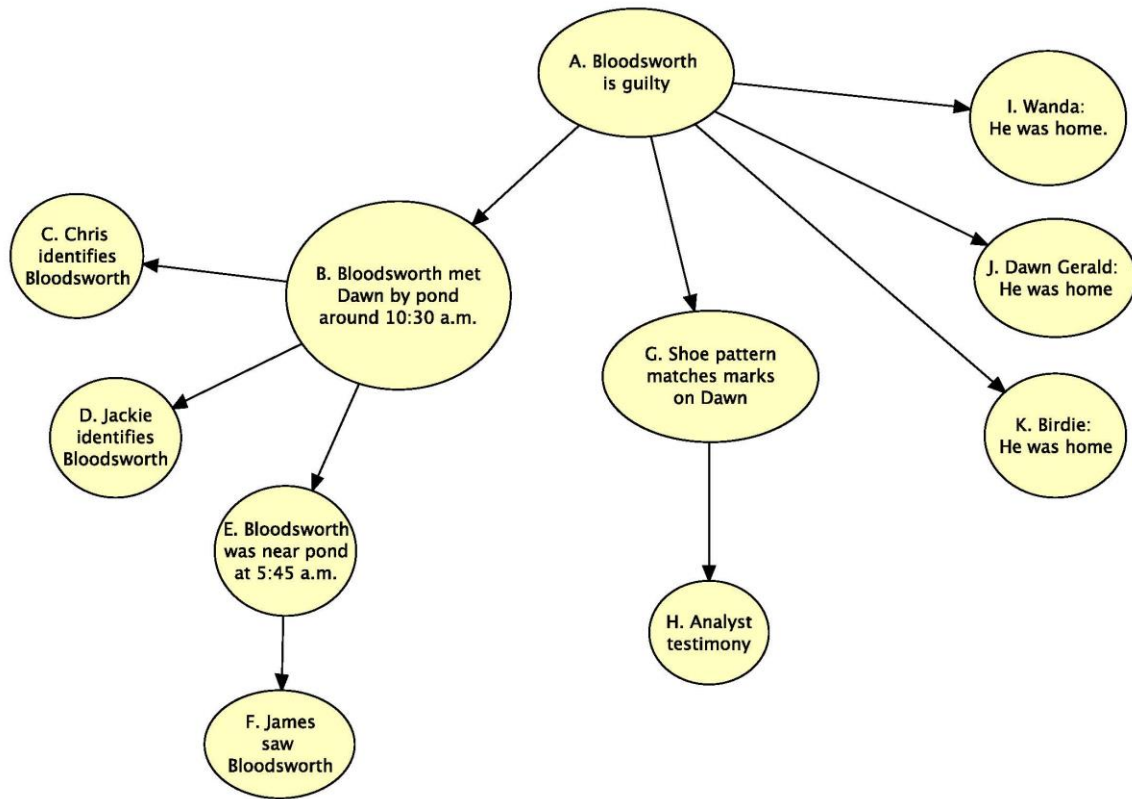 A. Bloodsworth
is guilty
I. Wanda:
He was home.
C. Chris
identifies
Bloodsworth
B. Bloodsworth met
Dawn by pond
around 10:30 a.m.
J. Dawn Gerald:
He was home
G. Shoe pattern
matches marks
on Dawn
D. Jackie
identifies
Bloodsworth
K. Birdie:
He was home
E. Bloodsworth
was near pond
at 5:45 a.m.
H. Analyst
testimony
F. James
saw
Bloodsworth